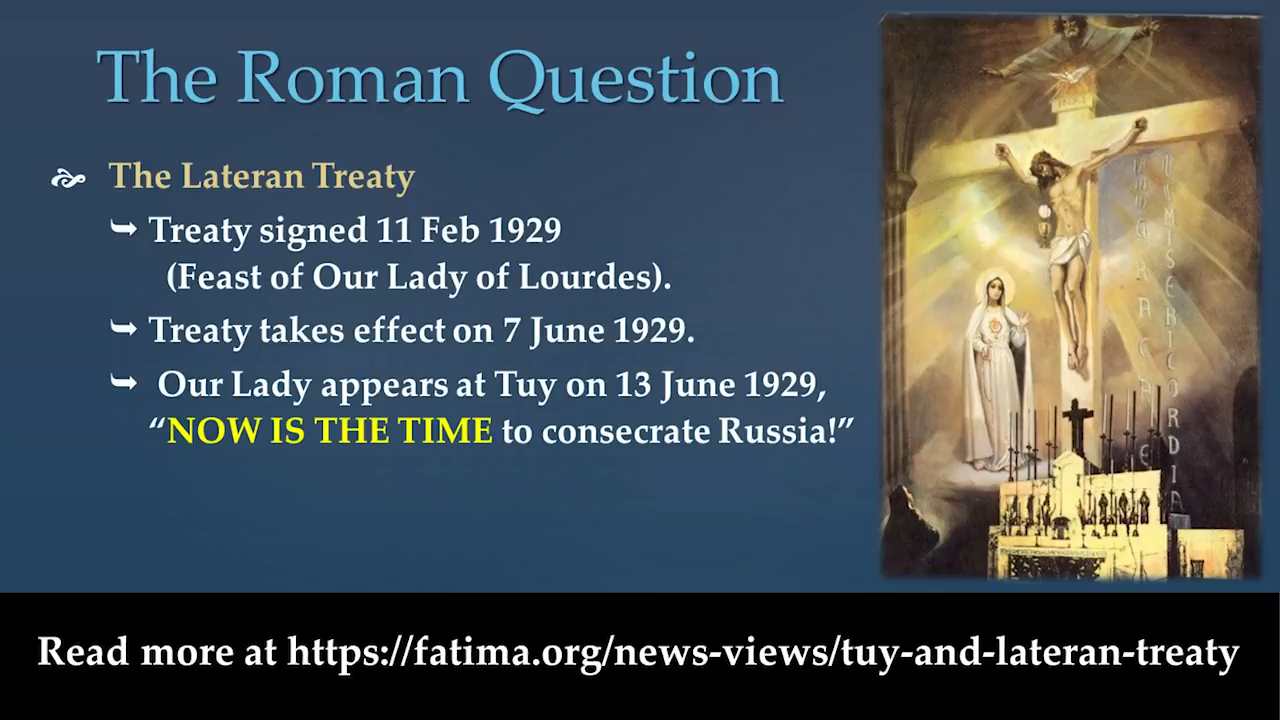 The Roman Question
The Lateran Treaty
Treaty signed 11 Feb 1929
(Feast of Our Lady of Lourdes).
Treaty takes effect on 7 June 1929.
Our Lady appears at Tuy on 13 June 1929,
“NOW IS THE TIME to consecrate Russia!”
Read more at https://fatima.org/news-views/tuy-and-lateran-treaty